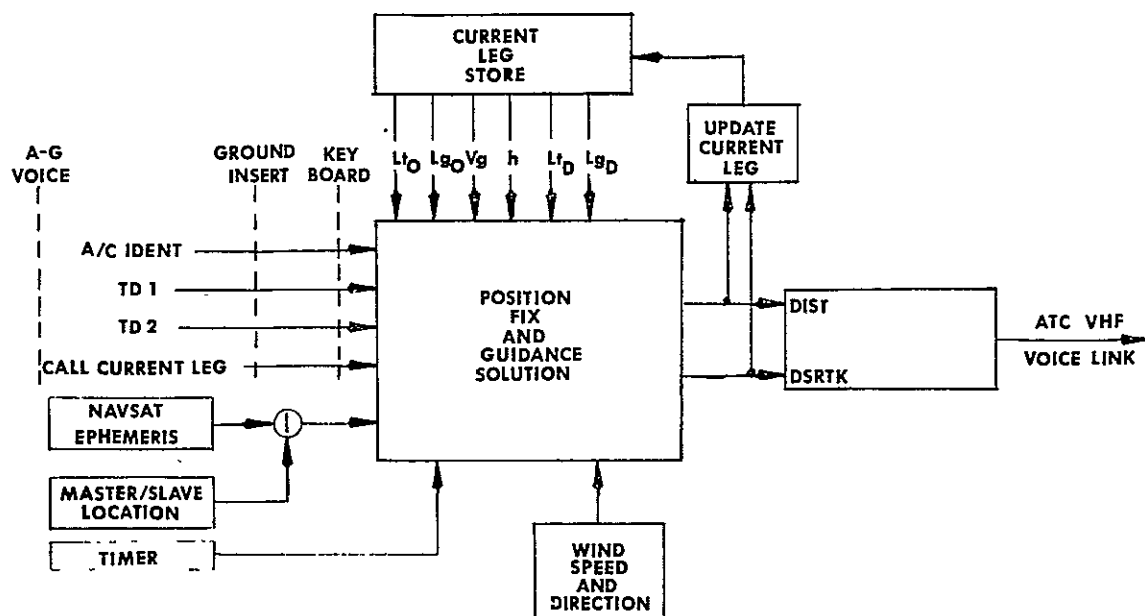 CURRENT
LEG
STORE
UPDATE
CURRENT
LEG
A-G
VOICE
GROUND
INSERT
KEY
BOARD
LtO
LgO
Vg
h
LtD
LgD
A/C IDENT
TD 1
TD 2
CALL CURRENT LEG
POSITION
FIX
AND
GUIDANCE
SOLUTION
DIST
DSRTK
ATC VHF
VOICE LINK
NAVSAT
EPHEMERIS
MASTER/SLAVE
LOCATION
TIMER
WIND
SPEED
AND
DIRECTION